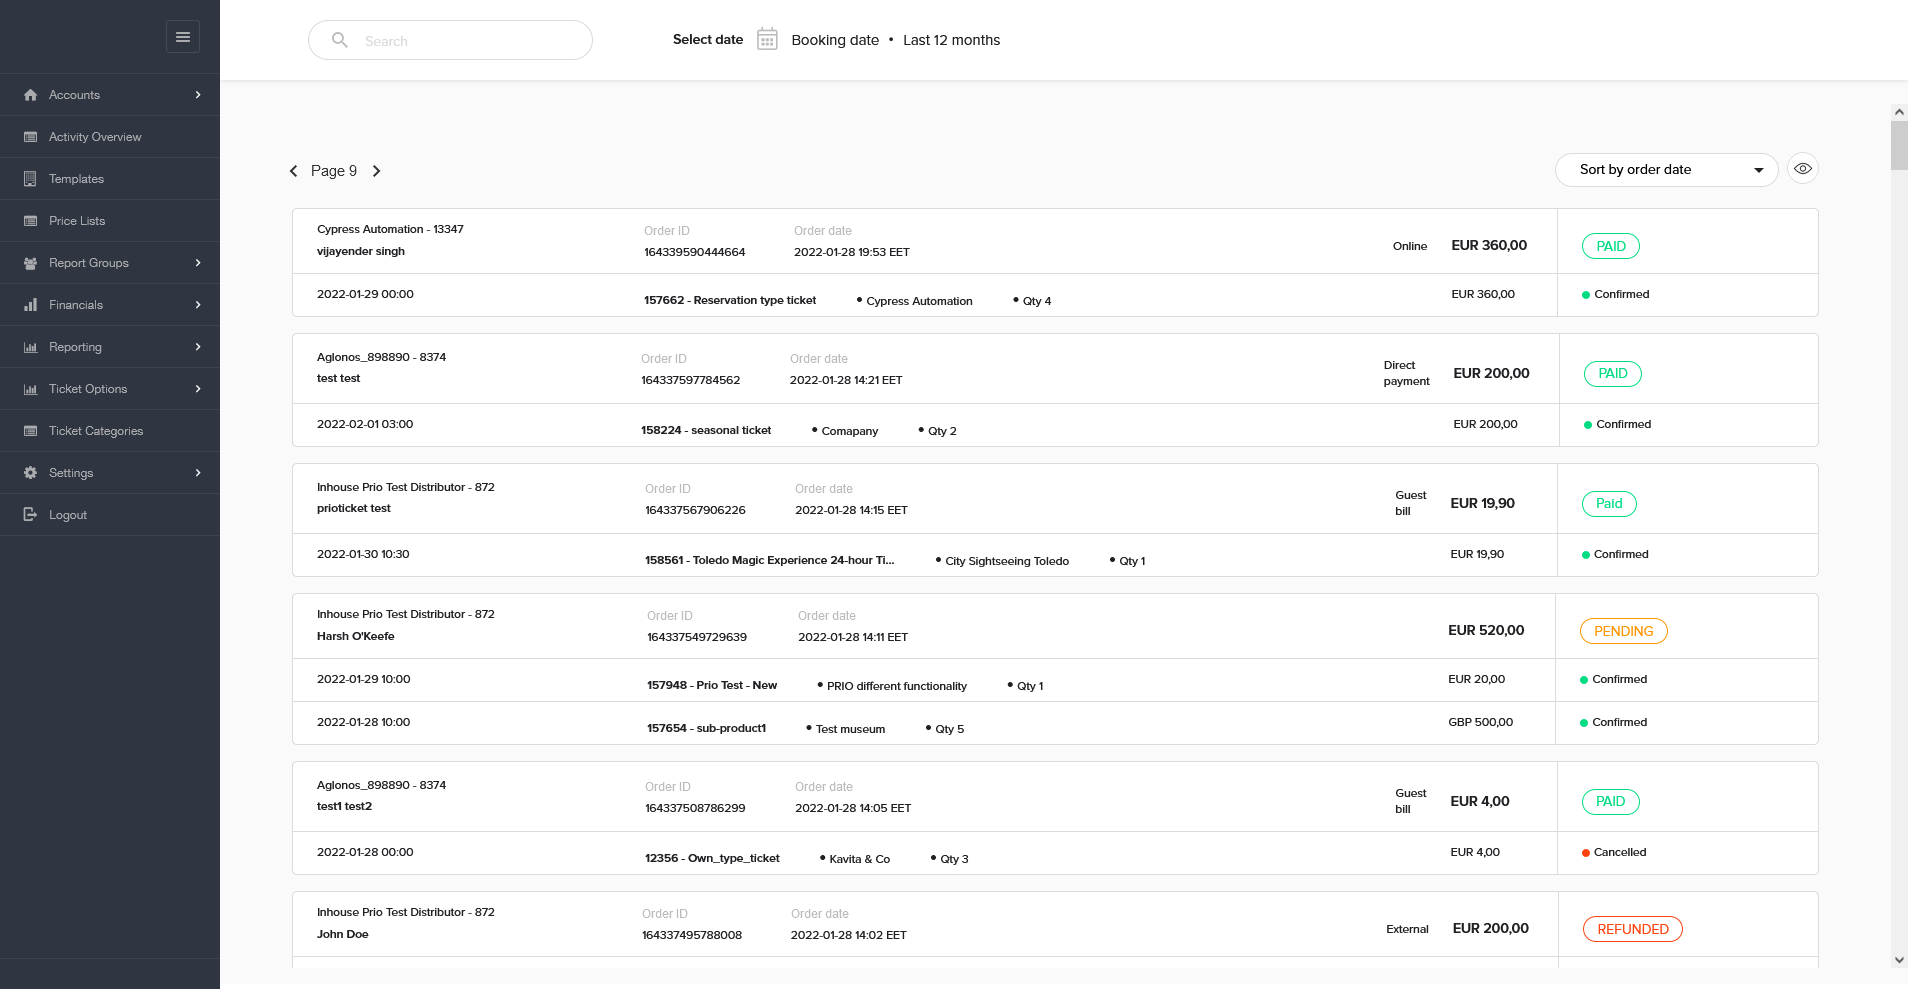 Accounts
Activity Overview
Templates
Price Lists
Report Groups
Financials
Reporting
Ticket Options
Ticket Categories
Settings
Logout
Search
Select date Booking date • Last 12 months
Page 9
Sort by order date
Cypress Automation - 13347
vijayender singh
Order ID
164339590444664
Order date
2022-01-28 19:53 EET
Online
EUR 360,00
PAID
2022-01-29 00:00
157662 - Reservation type ticket • Cypress Automation • Qty 4
EUR 360,00
Confirmed
Aglonos_898890 - 8374
test test
Order ID
164337597784562
Order date
2022-01-28 14:21 EET
Direct
payment
EUR 200,00
PAID
2022-02-01 03:00
158224 - seasonal ticket • Comapany • Qty 2
EUR 200,00
Confirmed
Inhouse Prio Test Distributor - 872
prioticket test
Order ID
164337567906226
Order date
2022-01-28 14:15 EET
Guest
bill
EUR 19,90
Paid
2022-01-30 10:30
158561 - Toledo Magic Experience 24-hour Ti... • City Sightseeing Toledo • Qty 1
EUR 19,90
Confirmed
Inhouse Prio Test Distributor - 872
Harsh O'Keefe
Order ID
164337549729639
Order date
2022-01-28 14:11 EET
EUR 520,00
PENDING
2022-01-29 10:00
157948 - Prio Test - New • PRIO different functionality • Qty 1
EUR 20,00
Confirmed
2022-01-28 10:00
157654 - sub-product1 • Test museum • Qty 5
GBP 500,00
Confirmed
Aglonos_898890 - 8374
test1 test2
Order ID
164337508786299
Order date
2022-01-28 14:05 EET
Guest
bill
EUR 4,00
PAID
2022-01-28 00:00
12356 - Own_type_ticket • Kavita & Co • Qty 3
EUR 4,00
Cancelled
Inhouse Prio Test Distributor - 872
John Doe
Order ID
164337495788008
Order date
2022-01-28 14:02 EET
External
EUR 200,00
REFUNDED